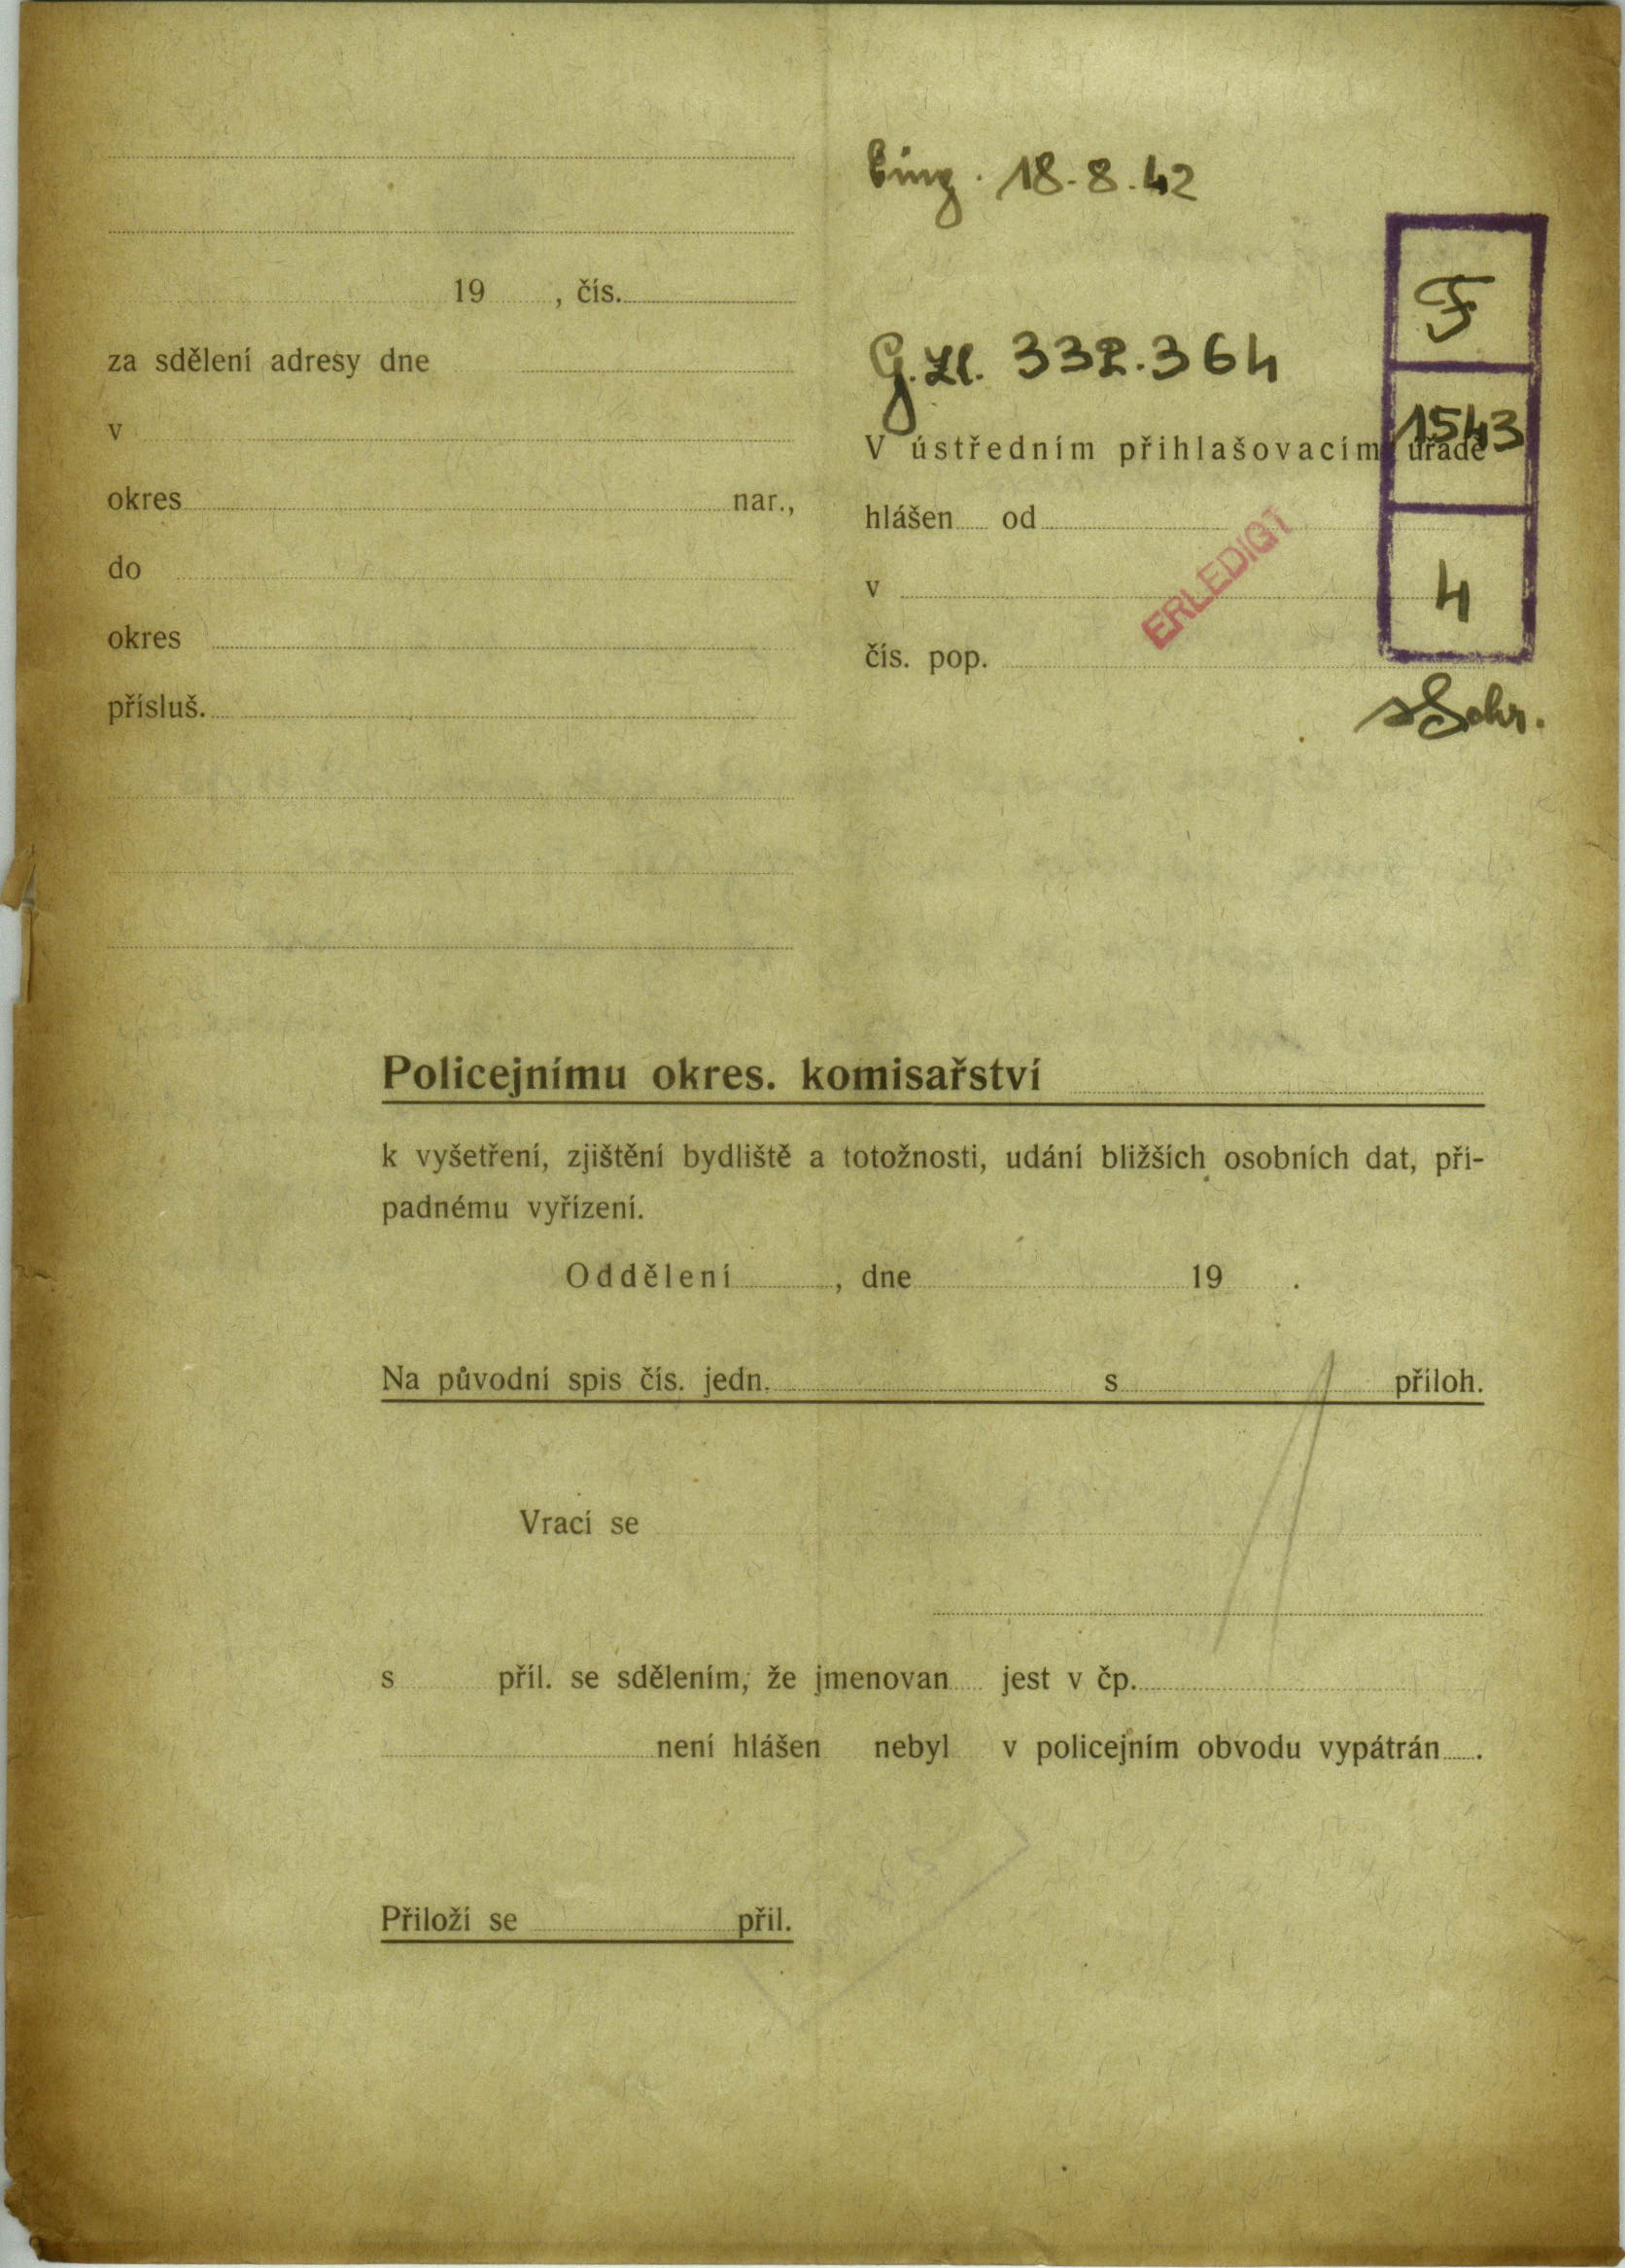 19 , čís.
za sdělení adresy dne
v
okres nar.,
do
okres
přísluš.
Eing. 18.8.42
G.Zl. 332.364
V ústředním přihlašovacím úřadě
hlášen od
v
čís. pop.
ERLEDIGT
F
1543
4
Policejnímu okres. komisařství
k vyšetření, zjištění bydliště a totožnosti, udání bližších osobních dat, pří-
padnému vyřízení.
Oddělení , dne 19 .
Na původní spis čís. jedn. s příloh.
Vrací se
s příl. se sdělením, že jmenovan jest v čp.
není hlášen nebyl v policejním obvodu vypátrán .
Přiloží se příl.